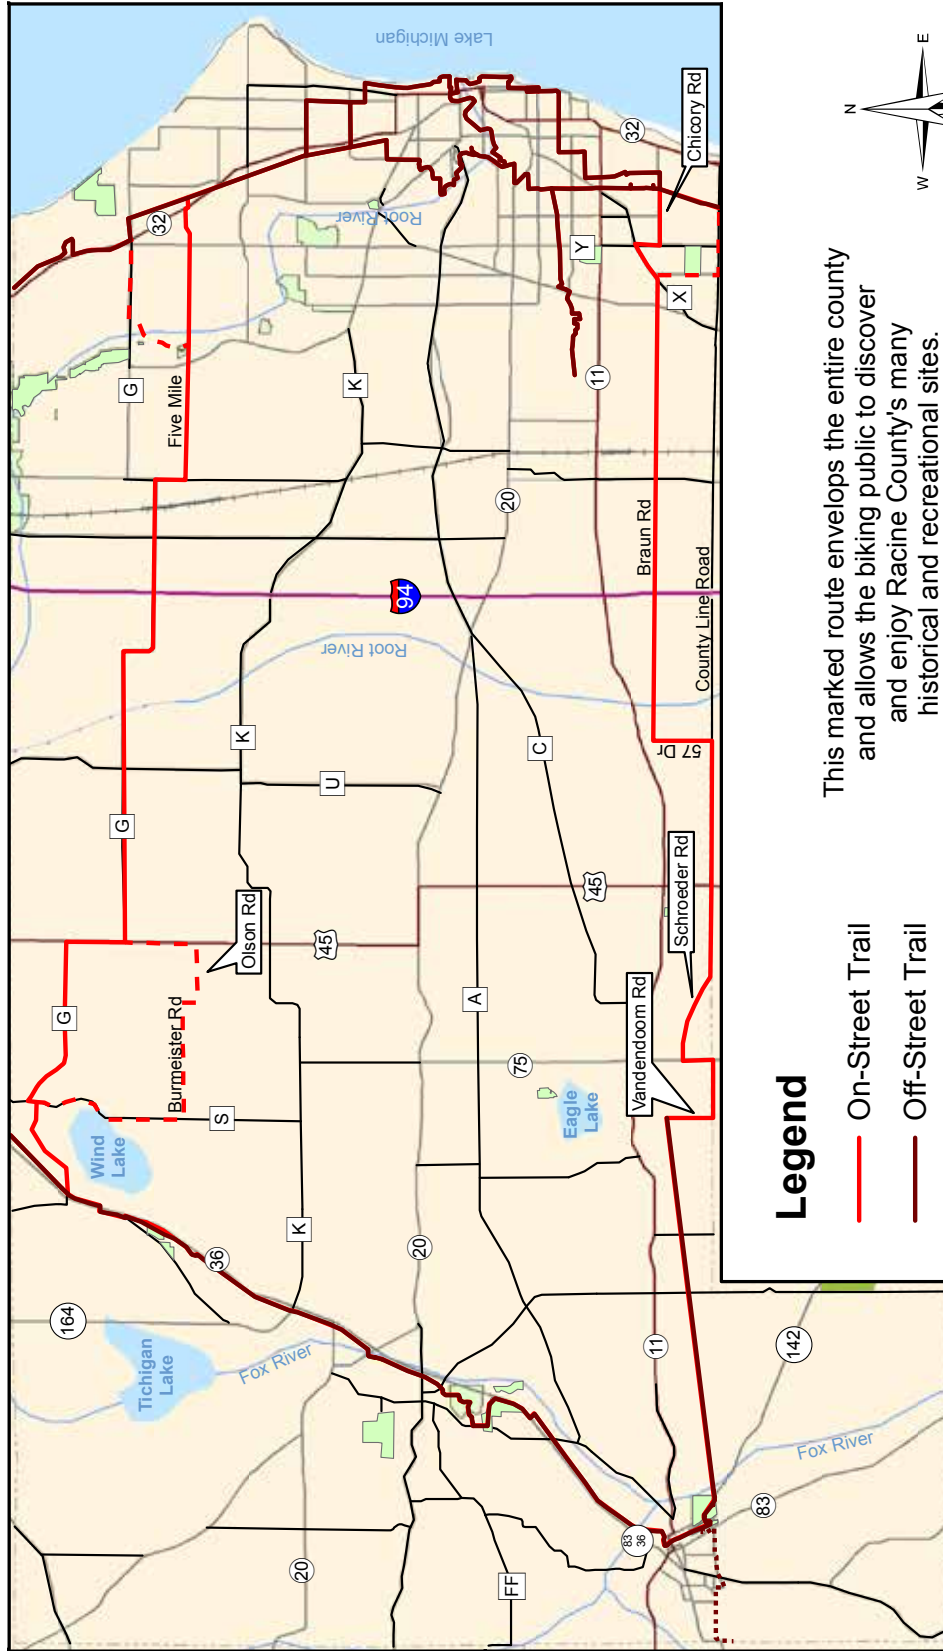 Lake Michigan
32
Root River
G
Five Mile
K
Y
32
Chicory Rd
X
11
20
Braun Rd
County Line Road
94
Root River
K
U
C
57 Dr
G
45
45
Olson Rd
Schroeder Rd
G
Burmeister Rd
S
A
75
Vandendoom Rd
Eagle
Lake
Wind
Lake
K
36
20
164
Tichigan
Lake
Fox River
11
142
Fox River
83
83
36
20
FF
N
E
W
This marked route envelops the entire county
and allows the biking public to discover
and enjoy Racine County's many
historical and recreational sites.
Legend
On-Street Trail
Off-Street Trail